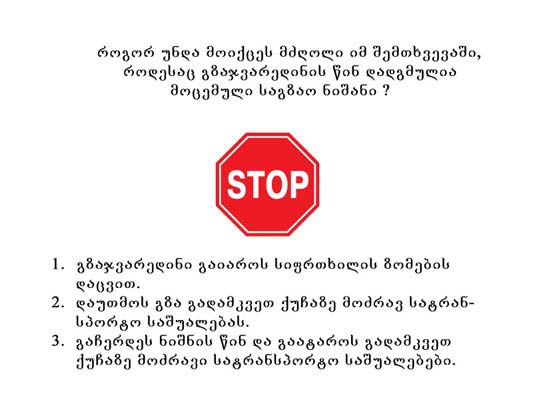 როგორ უნდა მოიქცეს მძღოლი იმ შემთხვევაში,
როდესაც გზაჯვარედინის წინ დადგმულია
მოცემული საგზაო ნიშანი ?
STOP
1. გზაჯვარედინი გაიაროს სიფრთხილის ზომების
დაცვით.
2. დაუთმოს გზა გადამკვეთ ქუჩაზე მოძრავ სატრან-
სპორტო საშუალებას.
3. გაჩერდეს ნიშნის წინ და გაატაროს გადამკვეთ
ქუჩაზე მოძრავი სატრანსპორტო საშუალებები.